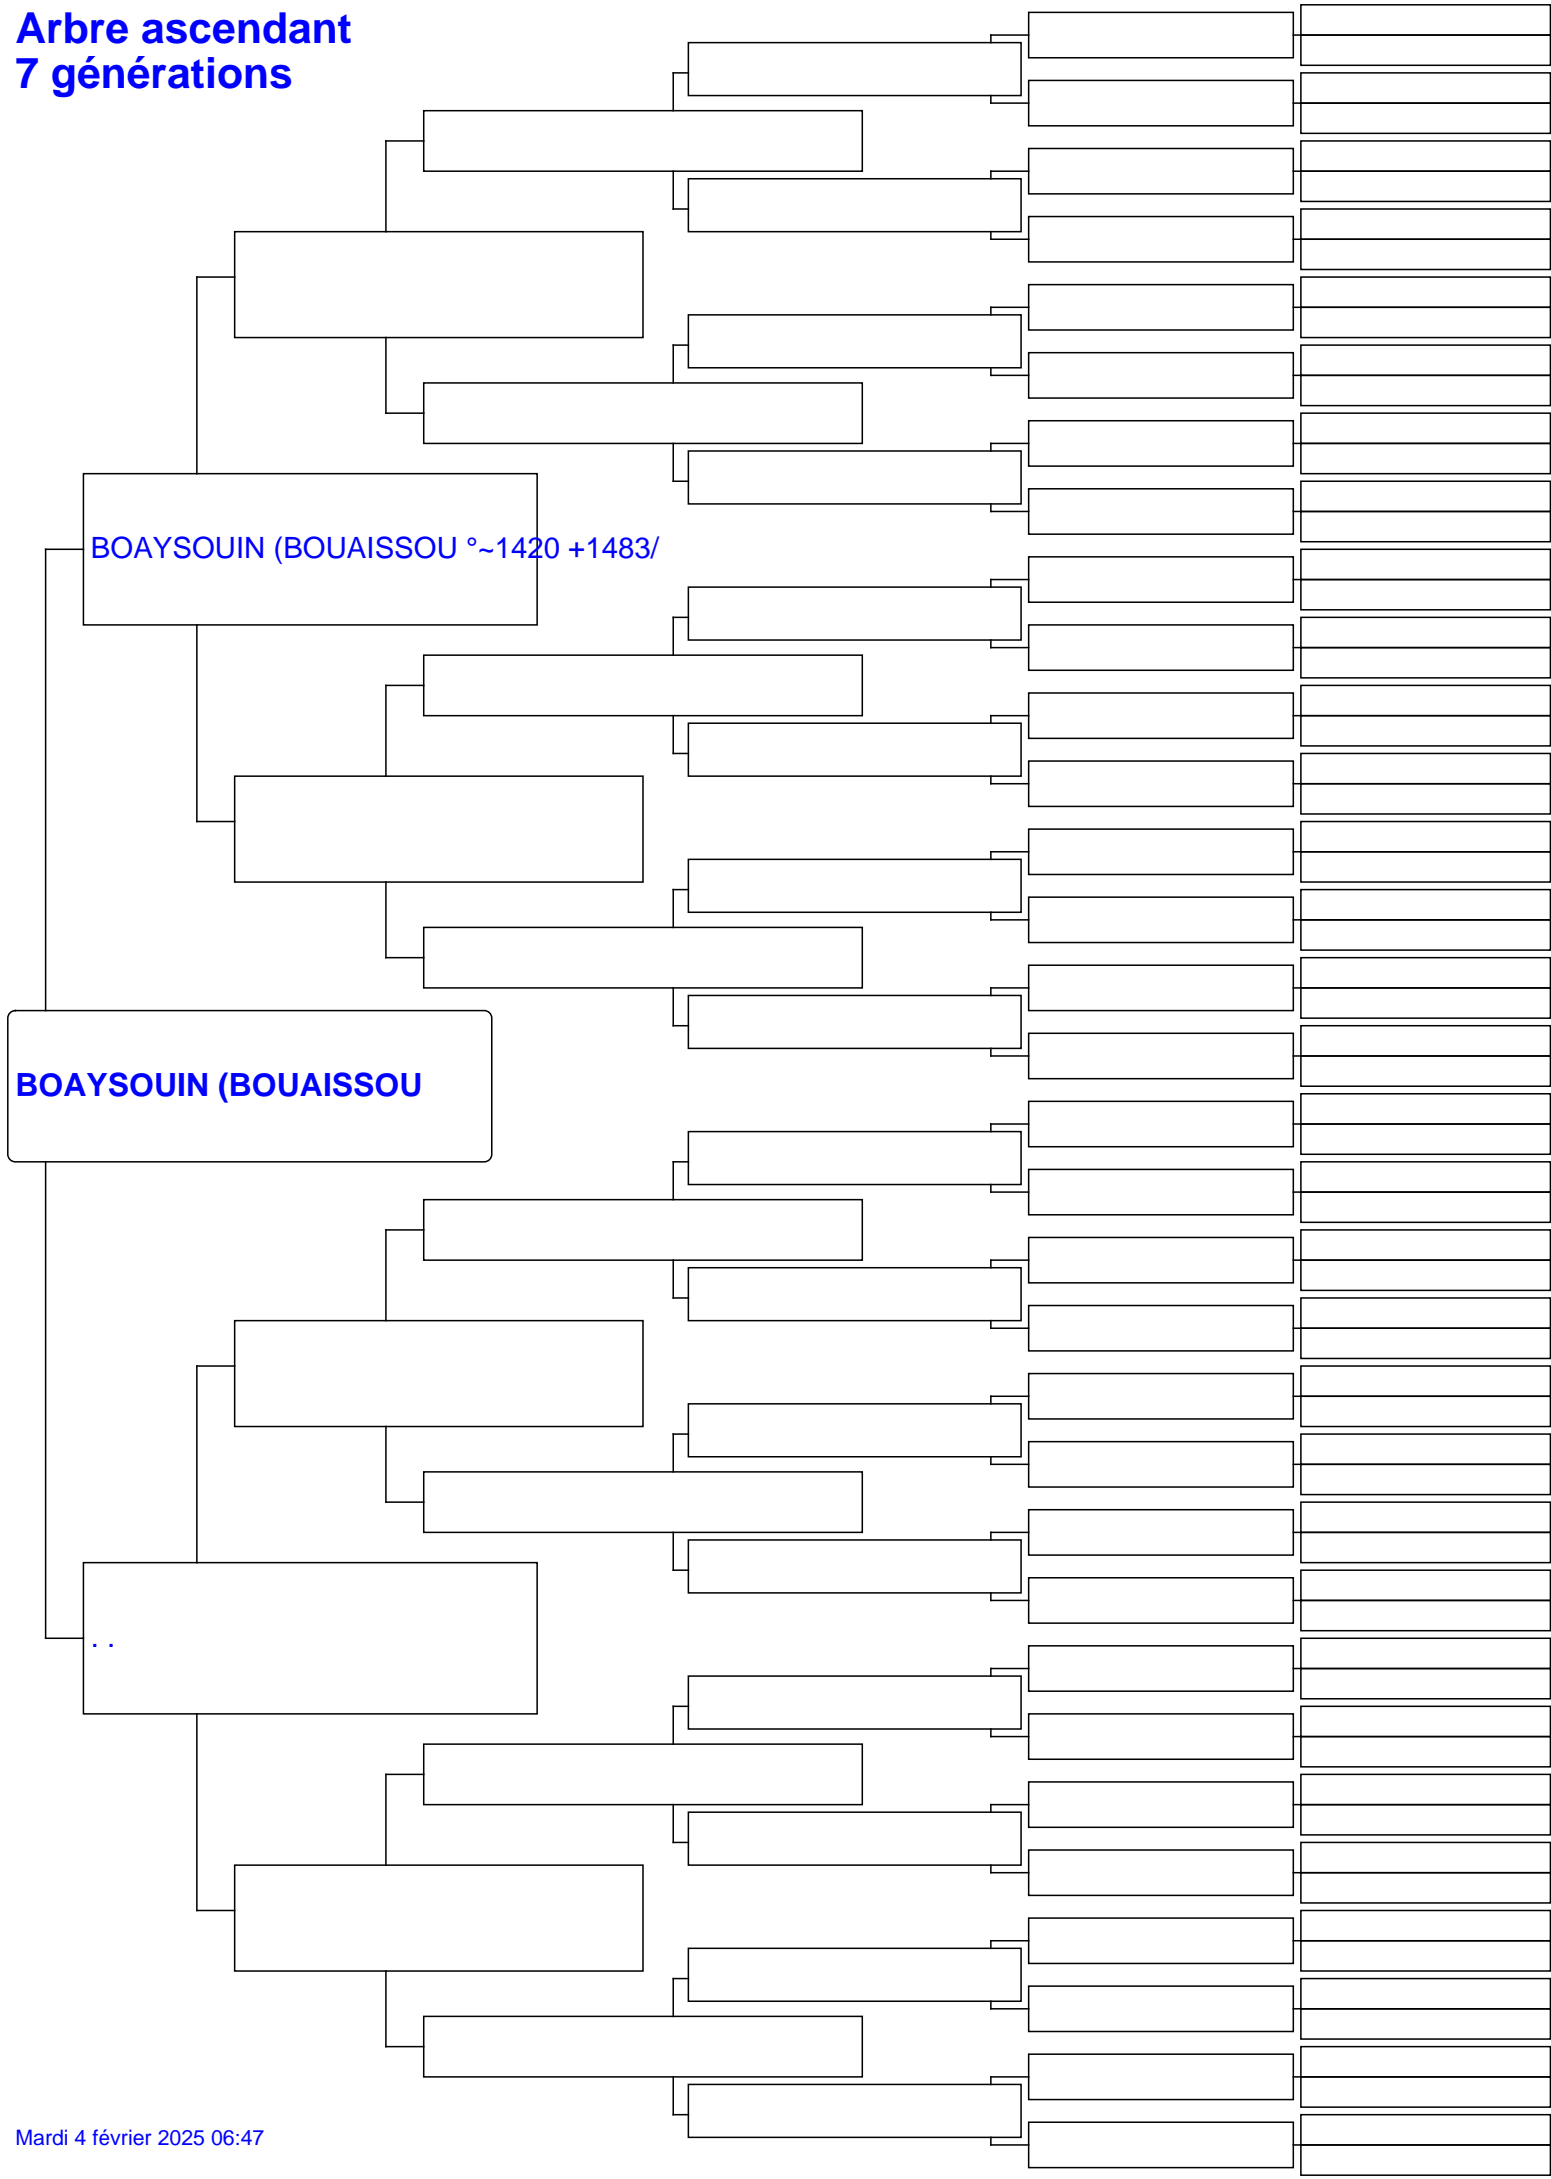 Arbre ascendant
7 générations
BOAYSOUIN (BOUAISSOU °~1420 +1483/
BOAYSOUIN (BOUAISSOU
. .
Mardi 4 février 2025 06:47